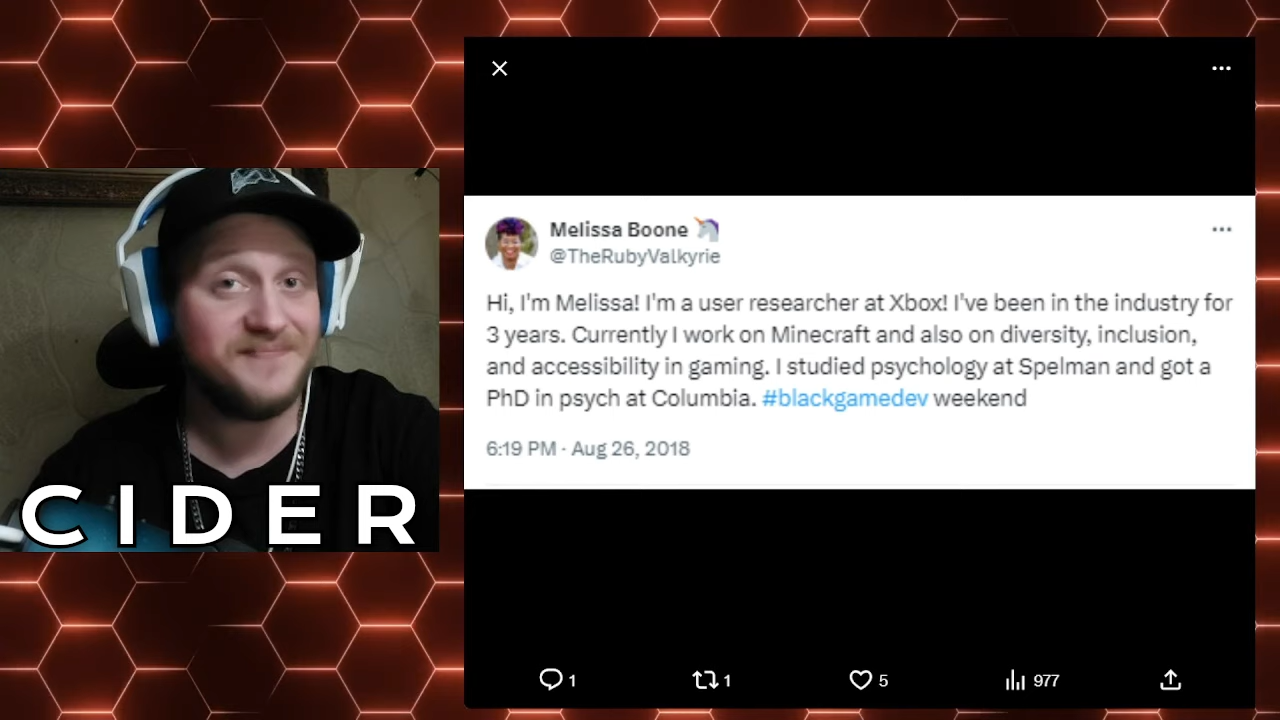 Melissa Boone 🦄
@TheRubyValkyrie
Hi, I'm Melissa! I'm a user researcher at Xbox! I've been in the industry for
3 years. Currently I work on Minecraft and also on diversity, inclusion,
and accessibility in gaming. I studied psychology at Spelman and got a
PhD in psych at Columbia. #blackgamedev weekend
6:19 PM · Aug 26, 2018
CIDER
1 1 5 977